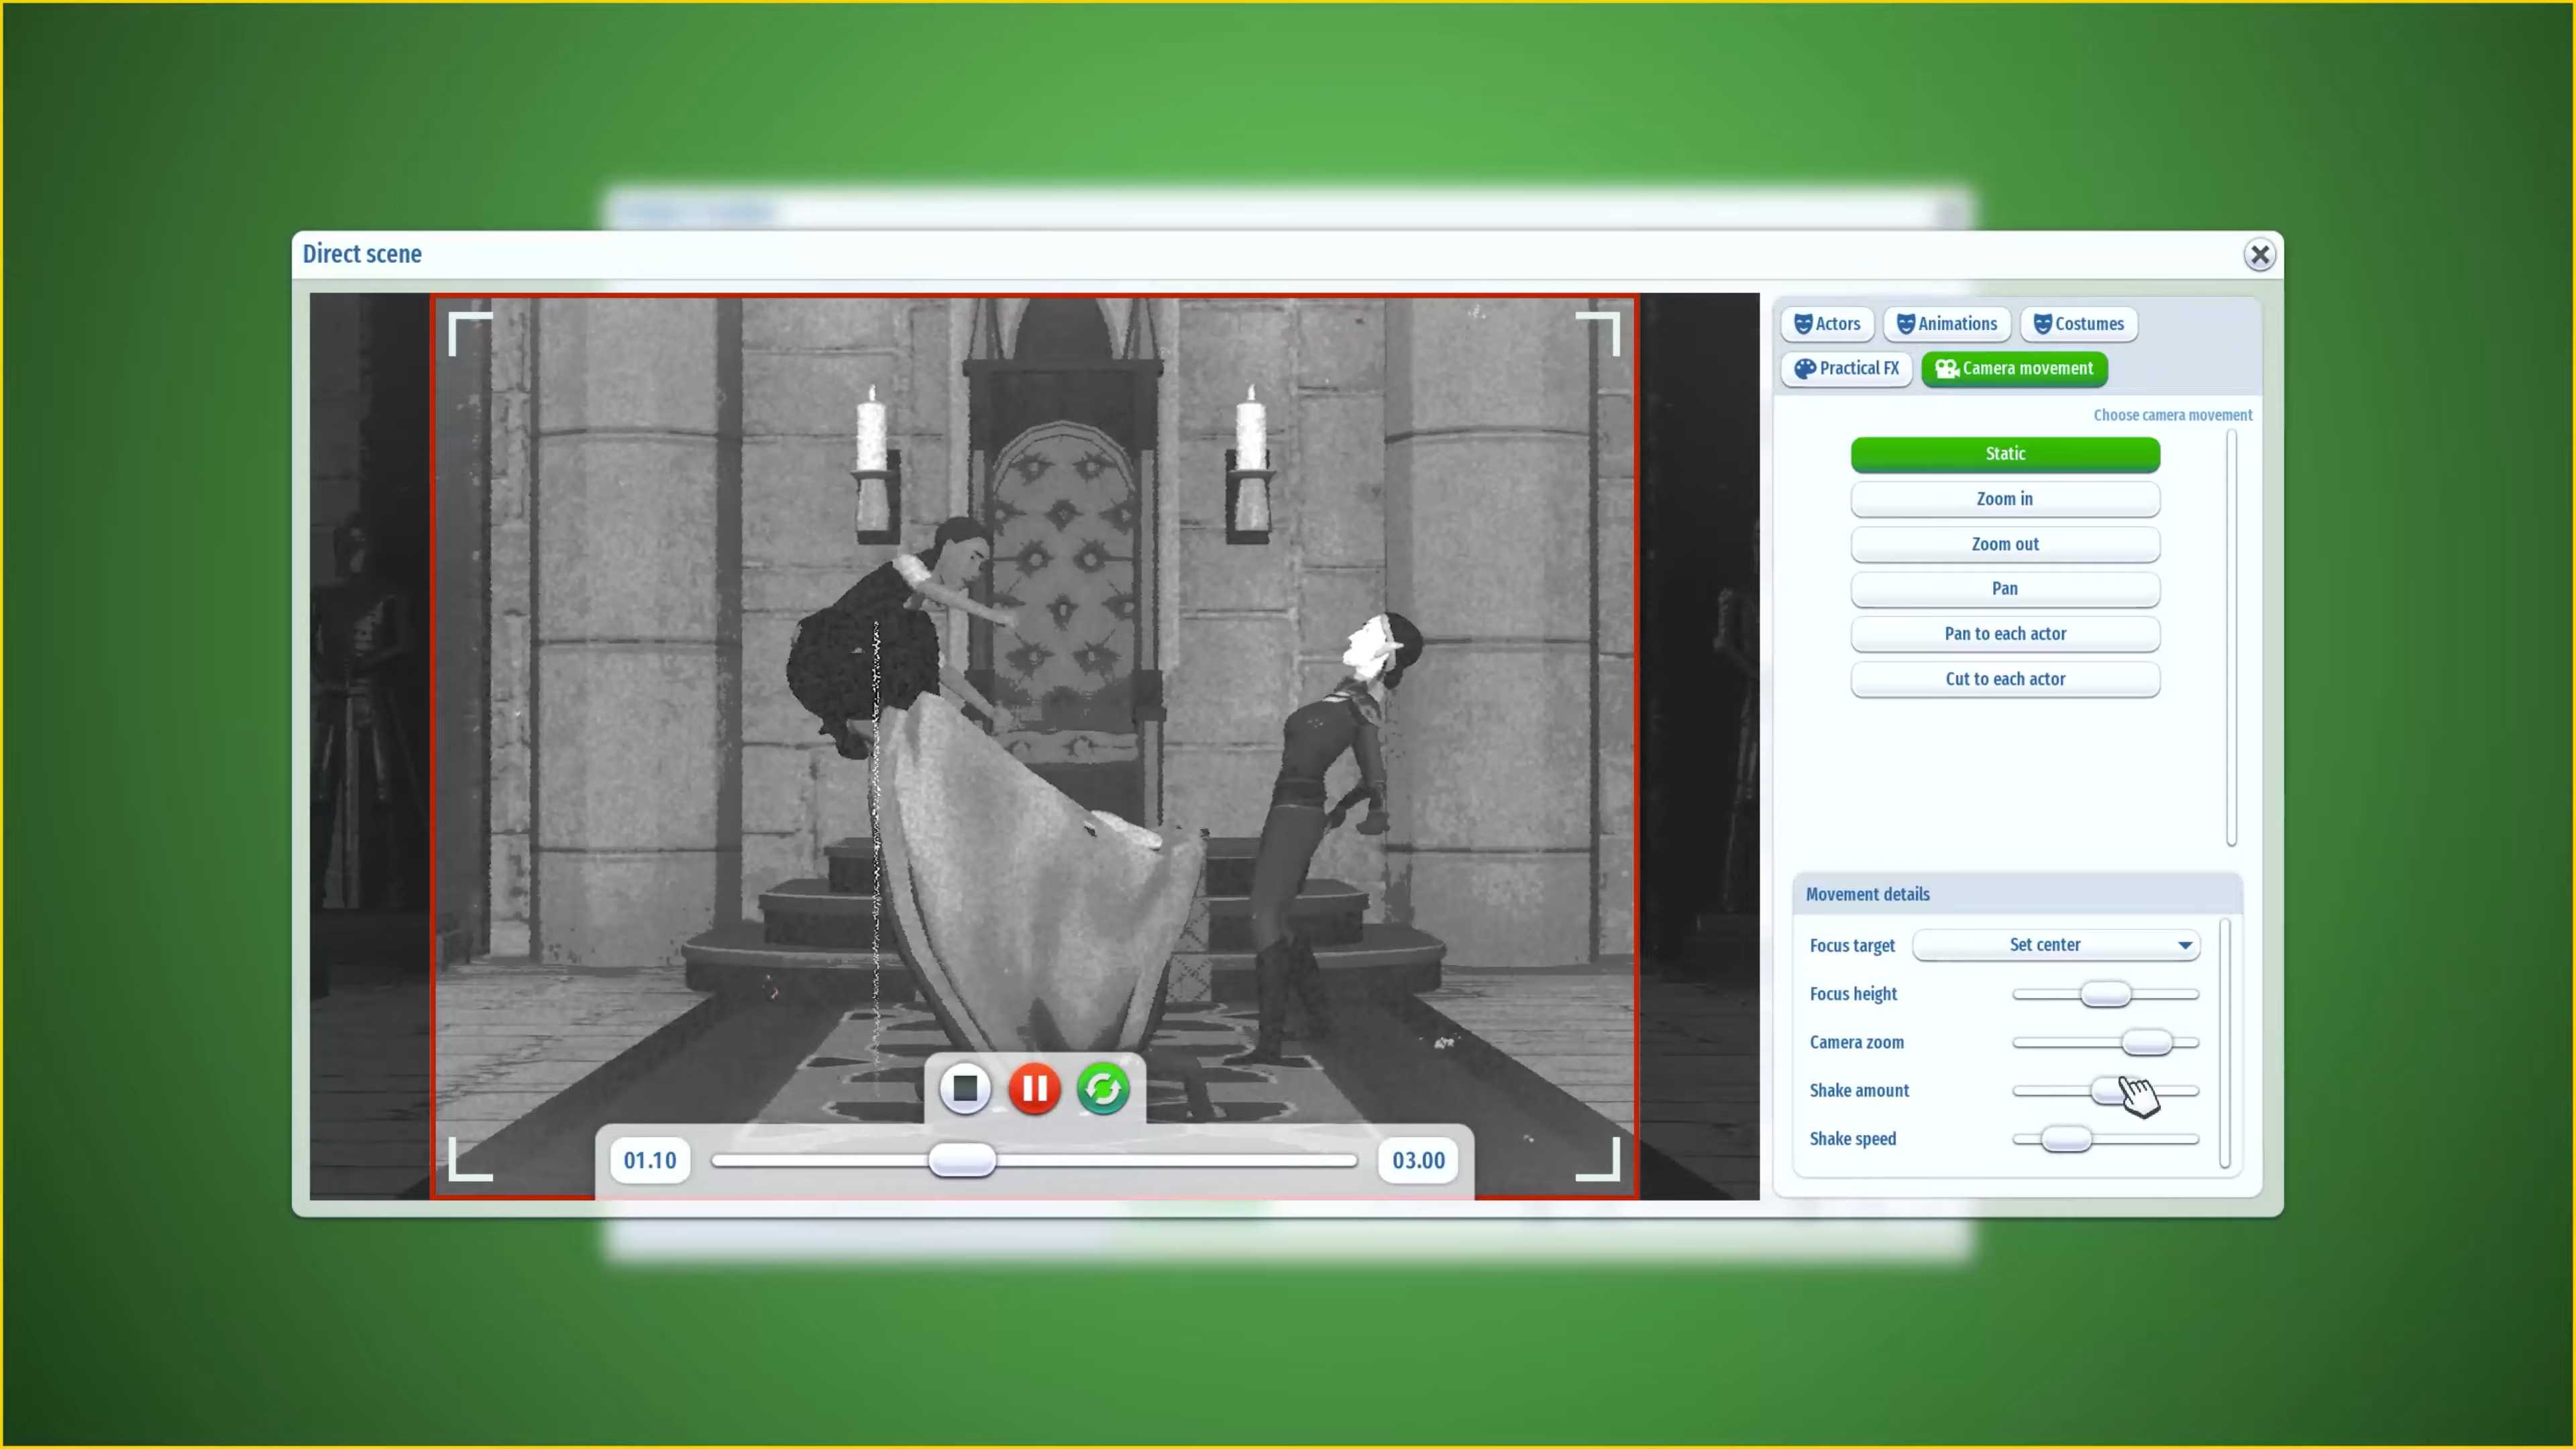 Direct scene
Actors
Animations
Costumes
Practical FX
Camera movement
Choose camera movement
Static
Zoom in
Zoom out
Pan
Pan to each actor
Cut to each actor
Movement details
Focus target
Set center
Focus height
Camera zoom
Shake amount
Shake speed
01.10
03.00